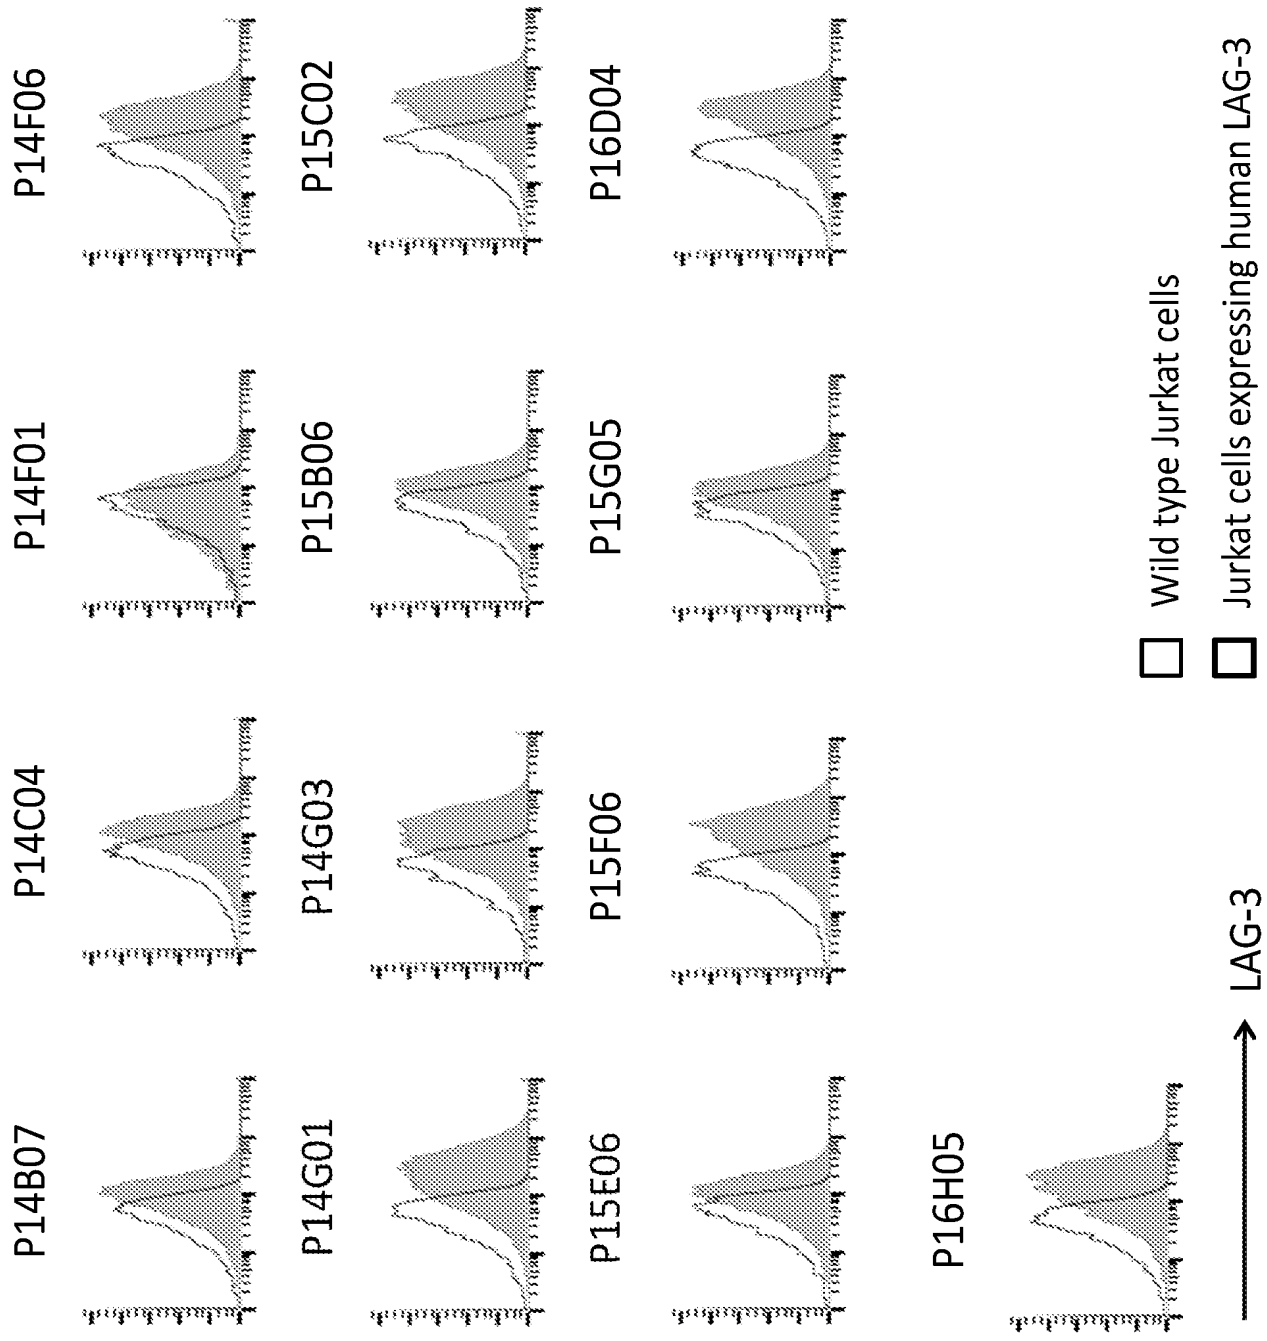 P14B07
P14C04
P14F01
P14F06
P14G01
P14G03
P15B06
P15C02
P15E06
P15F06
P15G05
P16D04
P16H05
LAG-3
Wild type Jurkat cells
Jurkat cells expressing human LAG-3